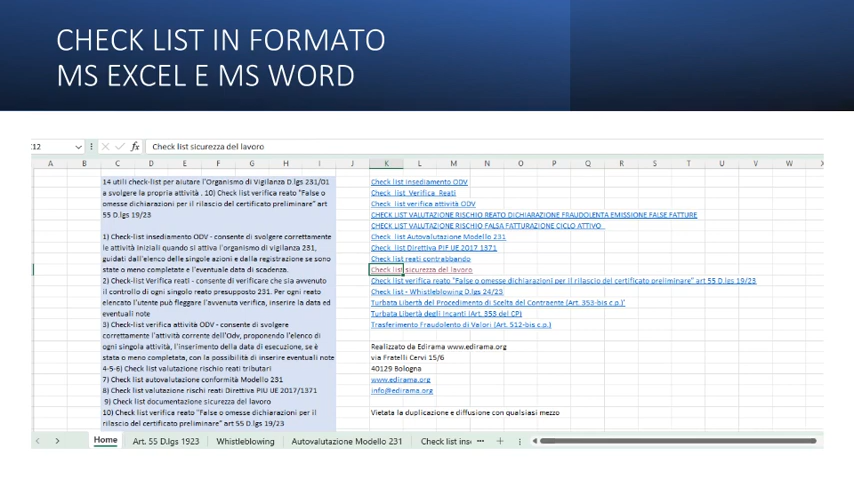 CHECK LIST IN FORMATO
MS EXCEL E MS WORD
K12
Check list sicurezza del lavoro
A B C D E F G H I J K L M N O P Q R S T U V W X
14 utili check-list per aiutare l'Organismo di Vigilanza D.lgs 231/01
a svolgere la propria attività . 10) Check list verifica reato "False o
omesse dichiarazioni per il rilascio del certificato preliminare" art
55 D.lgs 19/23
1) Check-list insediamento ODV - consente di svolgere correttamente
le attività iniziali quando si attiva l'organismo di vigilanza 231,
guidati dall'elenco delle singole azioni e dalla registrazione se sono
state o meno completate e l'eventuale data di scadenza.
2) Check-list Verifica reati - consente di verificare che sia avvenuto
il controllo di ogni singolo reato presupposto 231. Per ogni reato
elencato l'utente può fleggare l'avvenuta verifica, inserire la data ed
eventuali note
3) Check-list verifica attività ODV - consente di svolgere
correttamente l'attività corrente dell'Odv, proponendo l'elenco di
ogni singola attività, l'inserimento della data di esecuzione, se è
stata o meno completata, con la possibilità di inserire eventuali note
4-5-6) Check list valutazione rischio reati tributari
7) Check list autovalutazione conformità Modello 231
8) Check list valutazione rischi reati Direttiva PIU UE 2017/1371
9) Check list documentazione sicurezza del lavoro
10) Check list verifica reato "False o omesse dichiarazioni per il
rilascio del certificato preliminare" art 55 D.lgs 19/23
Check list insediamento ODV
Check list Verifica Reati
Check list verifica attività ODV
CHECK LIST VALUTAZIONE RISCHIO REATO DICHIARAZIONE FRAUDOLENTA EMISSIONE FALSE FATTURE
CHECK LIST VALUTAZIONE RISCHIO FALSA FATTURAZIONE CICLO ATTIVO
Check list Autovalutazione Modello 231
Check list Direttiva PIF UE 2017 1371
Check list reati contrabbando
Check list sicurezza del lavoro
Check list verifica reato "False o omesse dichiarazioni per il rilascio del certificato preliminare" art 55 D.lgs 19/23
Check list - Whistleblowing D.lgs 24/23
Turbata Libertà del Procedimento di Scelta del Contraente (Art. 353-bis c.p.)'
Turbata Libertà degli Incanti (Art. 353 del CP)
Trasferimento Fraudolento di Valori (Art. 512-bis c.p.)
Realizzato da Edirama www.edirama.org
via Fratelli Cervi 15/6
40129 Bologna
www.edirama.org
info@edirama.org
Vietata la duplicazione e diffusione con qualsiasi mezzo
Home Art. 55 D.lgs 1923 Whistleblowing Autovalutazione Modello 231 Check list inse ...